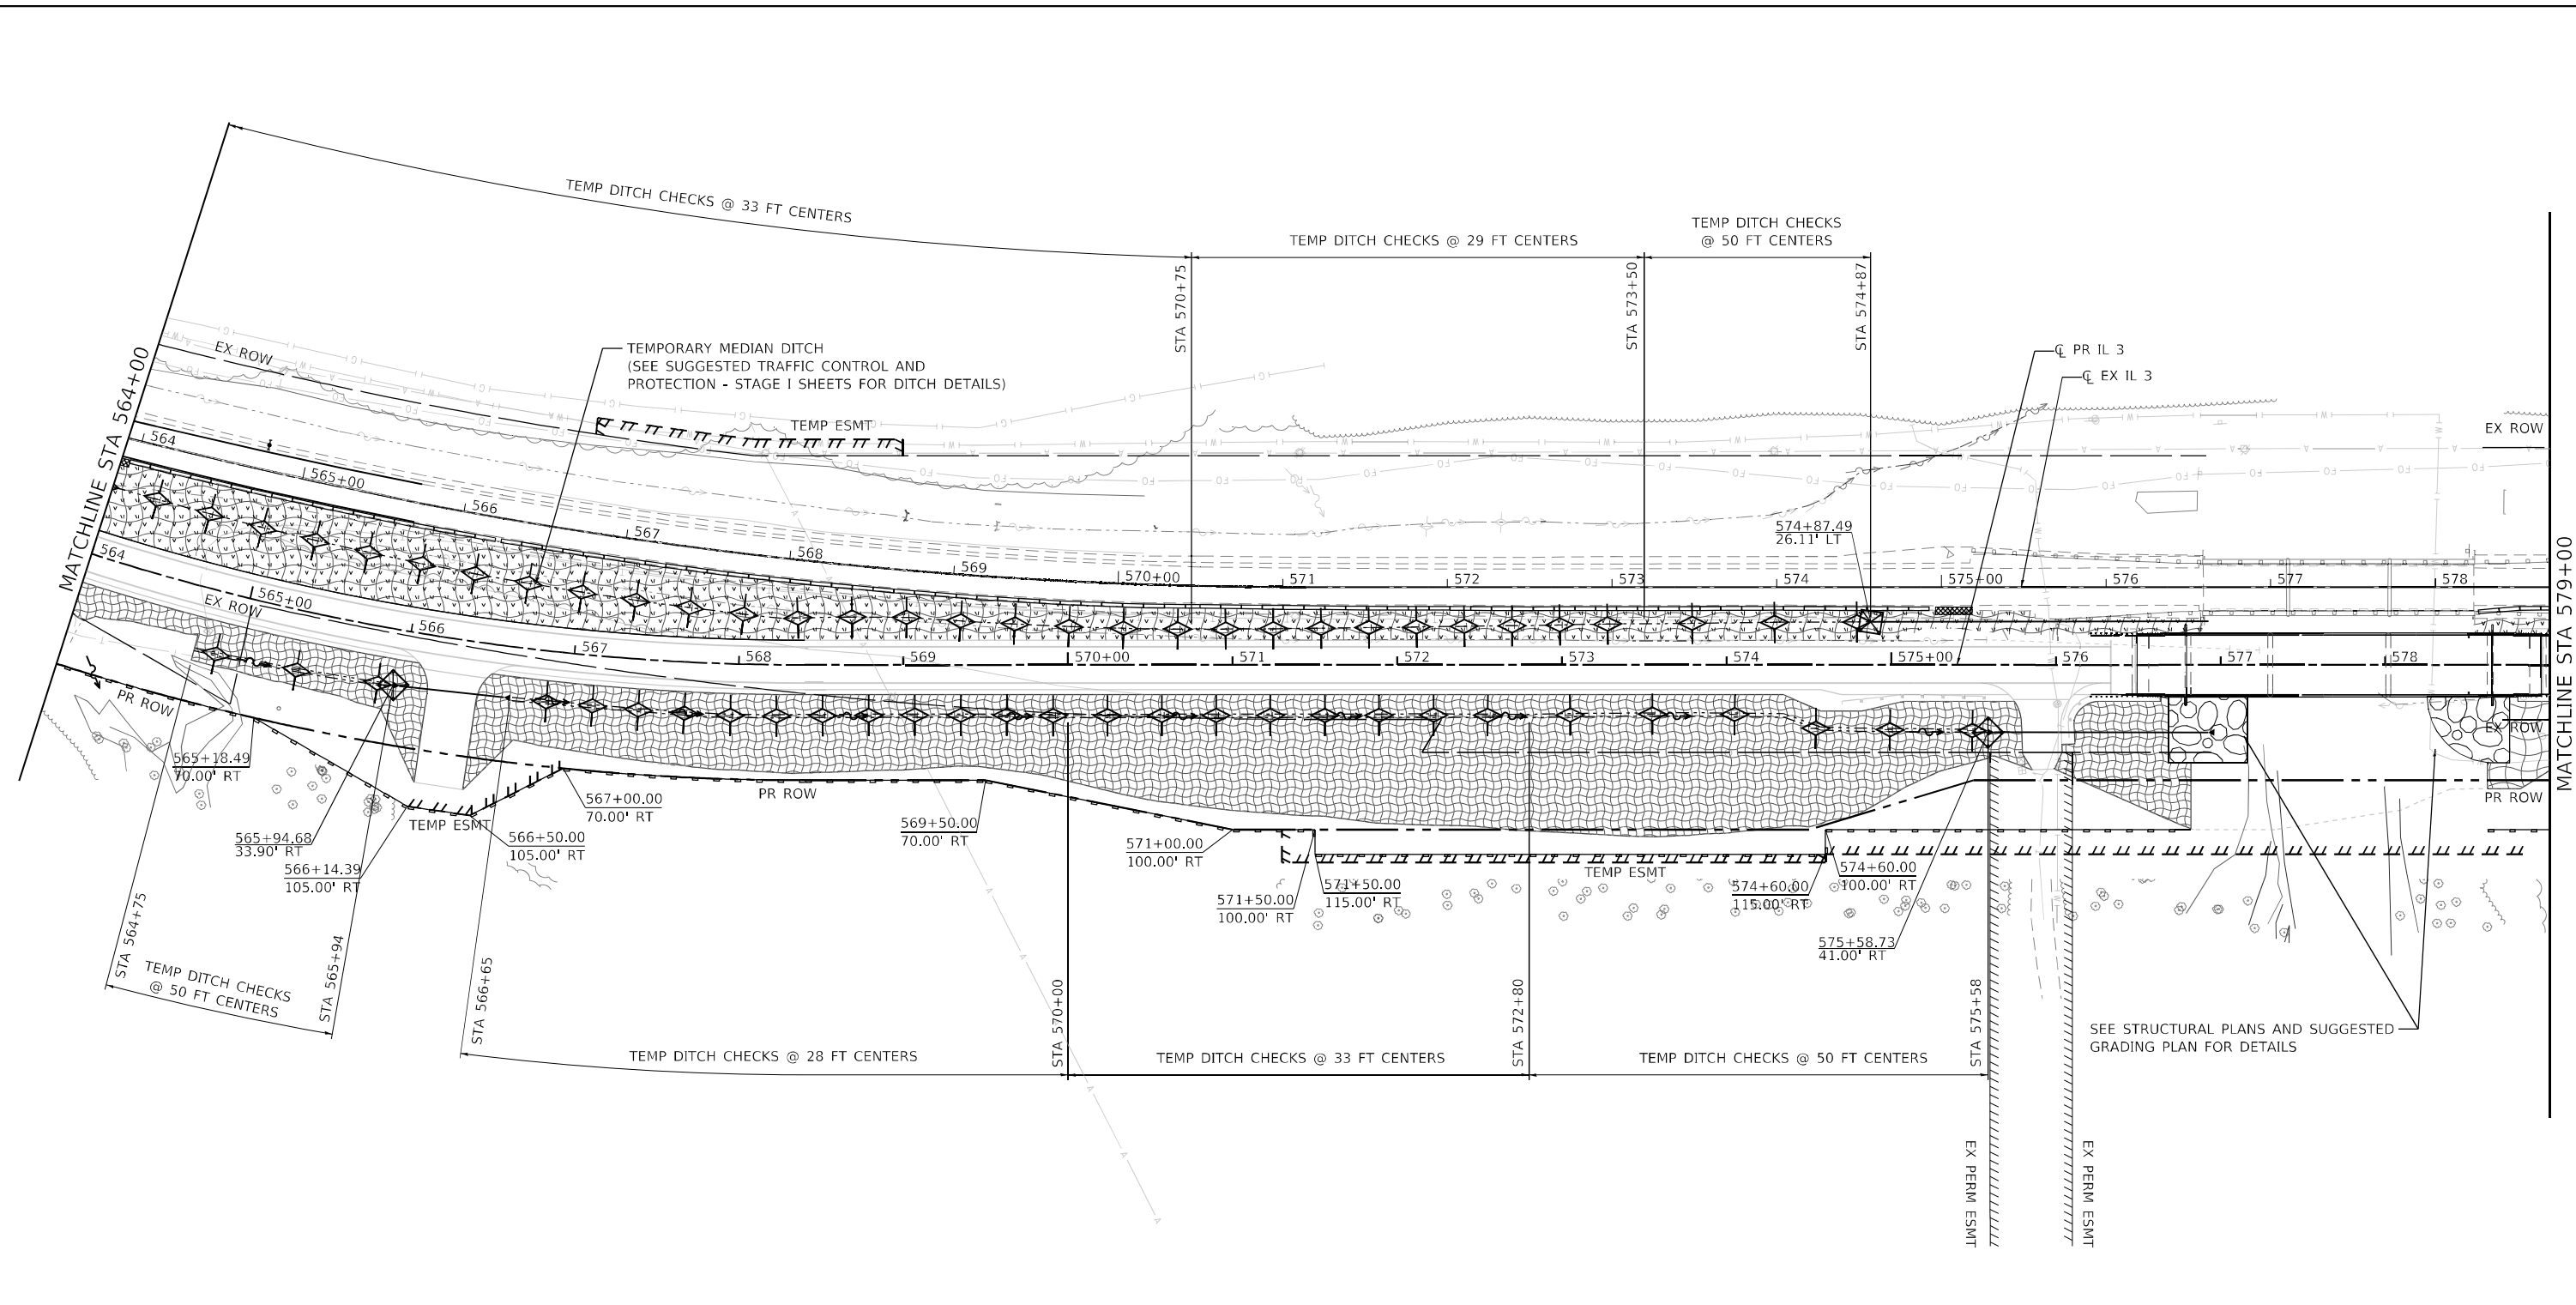 TEMP DITCH CHECKS @ 33 FT CENTERS
TEMP DITCH CHECKS @ 29 FT CENTERS
TEMP DITCH CHECKS
@ 50 FT CENTERS
STA 570+75
STA 573+50
STA 574+87
MATCHLINE STA 564+00
EX ROW
TEMPORARY MEDIAN DITCH
(SEE SUGGESTED TRAFFIC CONTROL AND
PROTECTION - STAGE I SHEETS FOR DITCH DETAILS)
TEMP ESMT
℄ PR IL 3
℄ EX IL 3
EX ROW
574+87.49
26.11' LT
564
565+00
566
567
568
569
570+00
571
572
573
574
575+00
576
577
578
564
565+00
566
567
568
569
570+00
571
572
573
574
575+00
576
577
578
EX ROW
EX ROW
MATCHLINE STA 579+00
PR ROW
PR ROW
PR ROW
565+18.49
70.00' RT
565+94.68
33.90' RT
566+14.39
105.00' RT
TEMP ESMT
566+50.00
105.00' RT
567+00.00
70.00' RT
569+50.00
70.00' RT
571+00.00
100.00' RT
571+50.00
100.00' RT
571+50.00
115.00' RT
TEMP ESMT
574+60.00
115.00' RT
574+60.00
100.00' RT
575+58.73
41.00' RT
STA 564+75
TEMP DITCH CHECKS
@ 50 FT CENTERS
STA 565+94
STA 566+65
TEMP DITCH CHECKS @ 28 FT CENTERS
STA 570+00
TEMP DITCH CHECKS @ 33 FT CENTERS
STA 572+80
TEMP DITCH CHECKS @ 50 FT CENTERS
STA 575+58
SEE STRUCTURAL PLANS AND SUGGESTED
GRADING PLAN FOR DETAILS
EX PERM ESMT
EX PERM ESMT